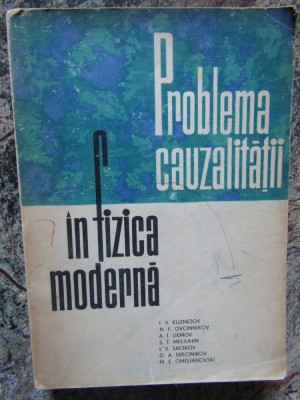 Problema
cauzalității
în fizica
modernă
I. V. KUZNEȚOV
N. F. OVCINNIKOV
A. I. UEMOV
S. T. MELIUHIN
I. V. SACIKOV
G. A. SVECINIKOV
M. E. OMELIANOVSKI